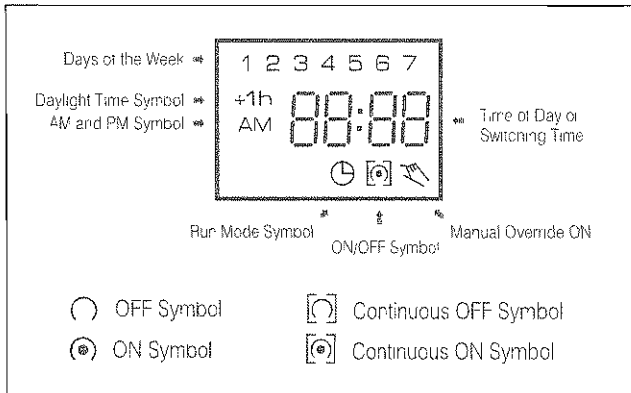 Days of the Week
1 2 3 4 5 6 7
Daylight Time Symbol
+1h
AM and PM Symbol
AM
88:88
Time of Day or
Switching Time
Run Mode Symbol
ON/OFF Symbol
Manual Override ON
OFF Symbol
Continuous OFF Symbol
ON Symbol
Continuous ON Symbol